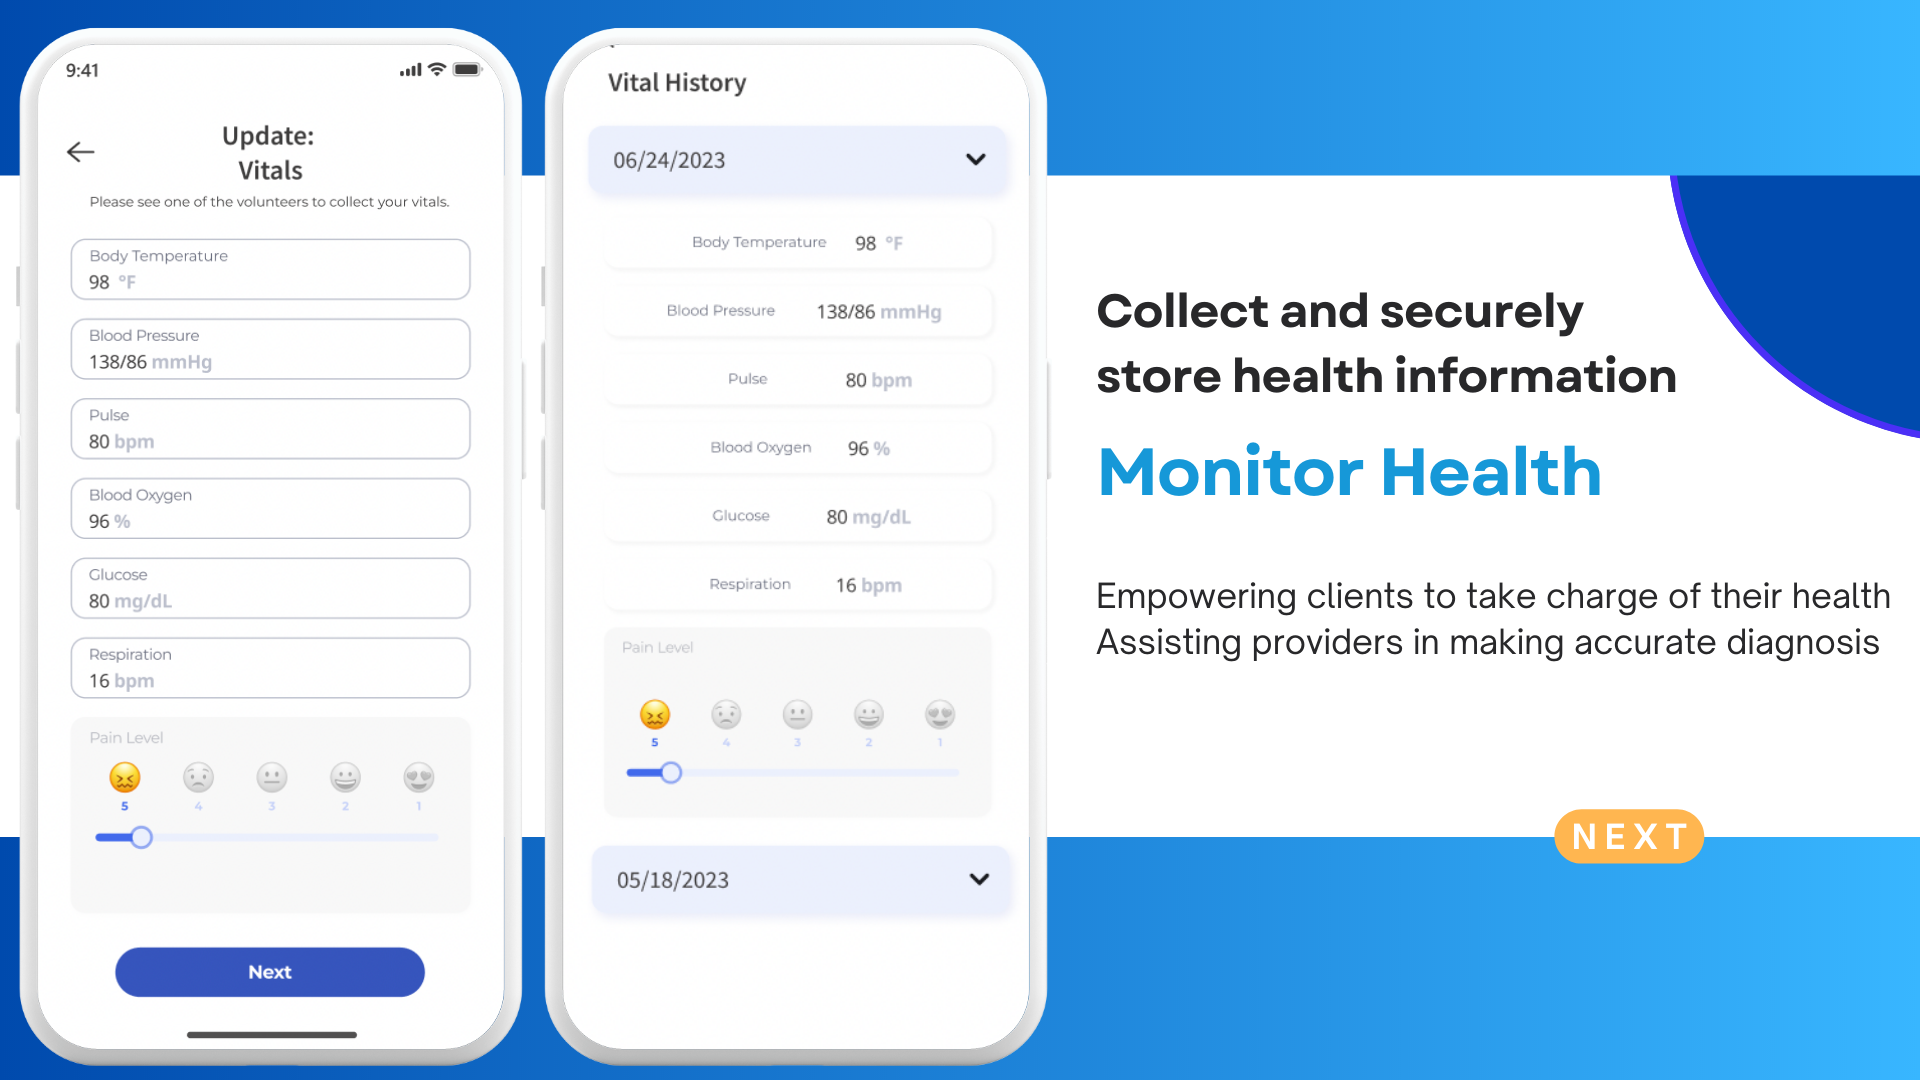 9:41
Update:
Vitals
Please see one of the volunteers to collect your vitals.
Body Temperature
98 °F
Blood Pressure
138/86 mmHg
Pulse
80 bpm
Blood Oxygen
96 %
Glucose
80 mg/dL
Respiration
16 bpm
Pain Level
5 4 3 2 1
Next
Vital History
06/24/2023
Body Temperature 98 °F
Blood Pressure 138/86 mmHg
Pulse 80 bpm
Blood Oxygen 96 %
Glucose 80 mg/dL
Respiration 16 bpm
Pain Level
5 4 3 2 1
05/18/2023
Collect and securely
store health information
Monitor Health
Empowering clients to take charge of their health
Assisting providers in making accurate diagnosis
NEXT